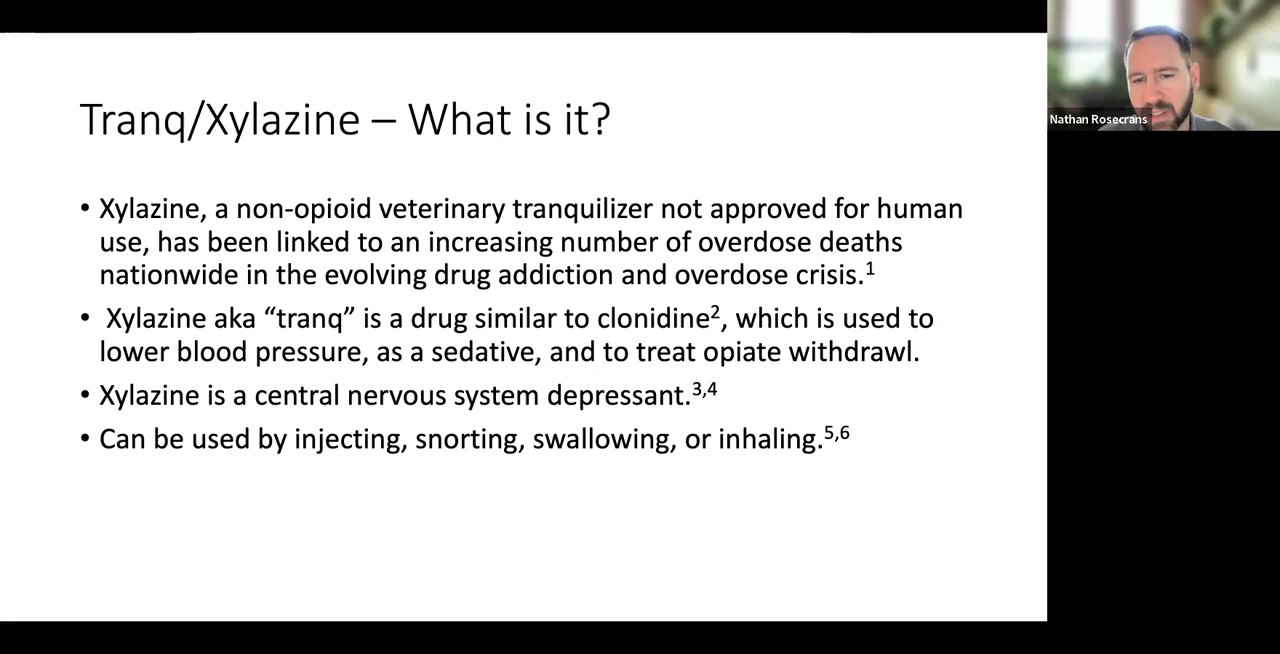 Tranq/Xylazine – What is it?
• Xylazine, a non-opioid veterinary tranquilizer not approved for human
use, has been linked to an increasing number of overdose deaths
nationwide in the evolving drug addiction and overdose crisis.1
• Xylazine aka “tranq” is a drug similar to clonidine2, which is used to
lower blood pressure, as a sedative, and to treat opiate withdrawl.
• Xylazine is a central nervous system depressant.3,4
• Can be used by injecting, snorting, swallowing, or inhaling.5,6
Nathan Rosecrans